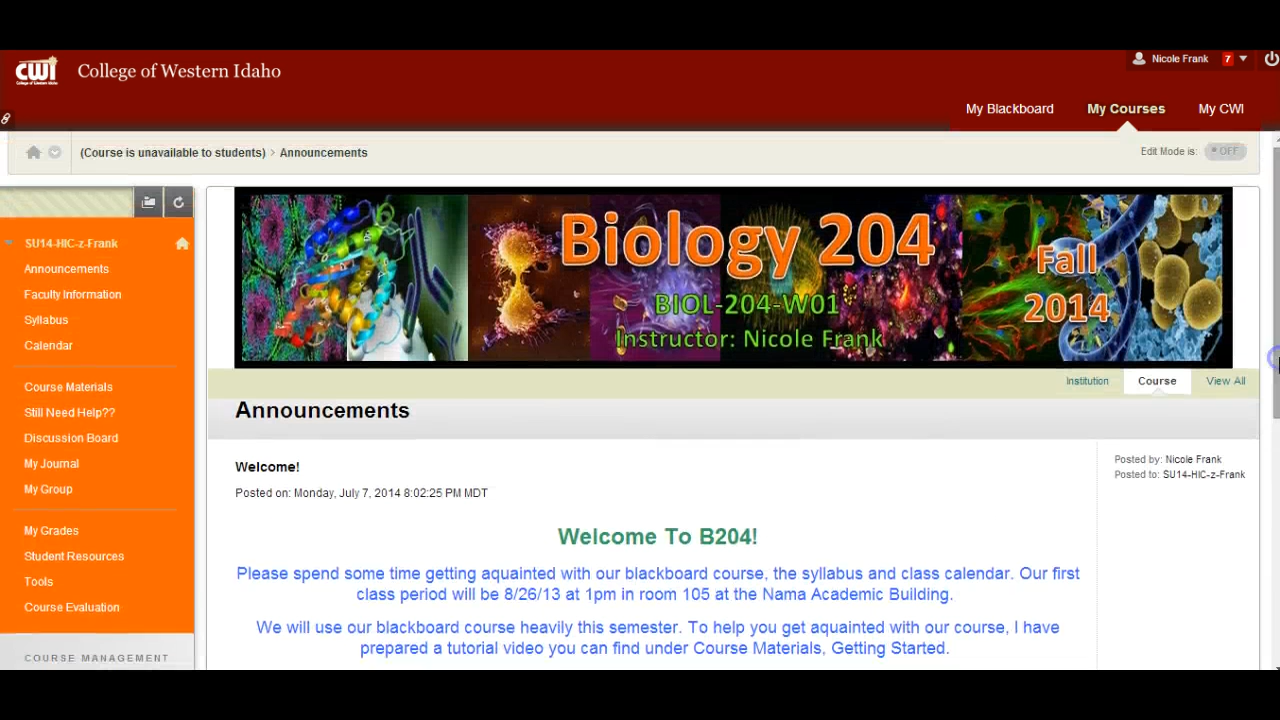 CWI
College of Western Idaho
College of Western Idaho
Nicole Frank 7
My Blackboard My Courses My CWI
(Course is unavailable to students) > Announcements
Edit Mode is: OFF
SU14-HIC-z-Frank
Announcements
Faculty Information
Syllabus
Calendar
Course Materials
Still Need Help??
Discussion Board
My Journal
My Group
My Grades
Student Resources
Tools
Course Evaluation
COURSE MANAGEMENT
Biology 204
BIOL-204-W01
Instructor: Nicole Frank
Fall
2014
Institution Course View All
Announcements
Welcome!
Posted on: Monday, July 7, 2014 8:02:25 PM MDT
Posted by: Nicole Frank
Posted to: SU14-HIC-z-Frank
Welcome To B204!
Please spend some time getting aquainted with our blackboard course, the syllabus and class calendar. Our first
class period will be 8/26/13 at 1pm in room 105 at the Nama Academic Building.
We will use our blackboard course heavily this semester. To help you get aquainted with our course, I have
prepared a tutorial video you can find under Course Materials, Getting Started.